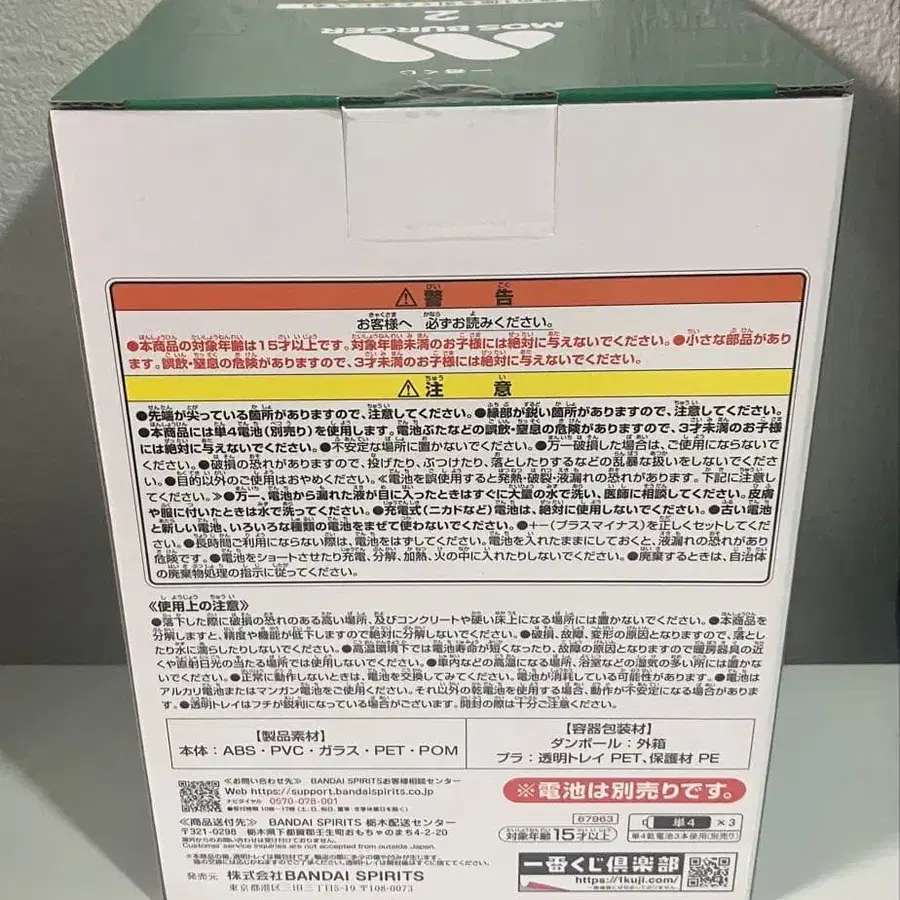 一番くじ
MOS BURGER
2
⚠警告
お客様へ 必ずお読みください。
●本商品の対象年齢は15才以上です。対象年齢未満のお子様には絶対に与えないでください。●小さな部品があり
ます。誤飲・窒息の危険がありますので、3才未満のお子様には絶対に与えないでください。
⚠注意
●先端が尖っている箇所がありますので、注意してください。●縁部が鋭い箇所がありますので、注意してください。
●本商品には単4電池(別売り)を使用します。電池ぶたなどの誤飲・窒息の危険がありますので、3才未満のお子様
には絶対に与えないでください。●不安定な場所に置かないでください。●万一破損した場合は、ご使用にならないで
ください。●破損の恐れがありますので、投げたり、ぶつけたり、落としたりするなどの乱暴な扱いをしないでくださ
い。●目的以外のご使用はおやめください。≪電池を誤使用すると発熱・破裂・液漏れの恐れがあります。下記に注意し
てください。≫●万一、電池から漏れた液が目に入ったときはすぐに大量の水で洗い、医師に相談してください。皮膚
や服に付いたときは水で洗ってください。●充電式(ニカドなど)電池は、絶対に使用しないでください。●古い電池
と新しい電池、いろいろな種類の電池をまぜて使わないでください。●+−(プラスマイナス)を正しくセットしてくだ
さい。●長時間ご利用にならない際は、電池をはずしてください。電池を入れたままにしておくと、液漏れの恐れがあり
危険です。●電池をショートさせたり充電、分解、加熱、火の中に入れたりしないでください。●廃棄するときは、自治体
の廃棄物処理の指示に従ってください。
≪使用上の注意≫
●落下した際に破損の恐れのある高い場所、及びコンクリートや硬い床上になる場所には置かないでください。●本商品を
分解しますと、精度や機能が低下しますので絶対に分解しないでください。●破損、故障、変形の原因となりますので、落とし
たり水に濡らしたりしないでください。●高温環境下では電池寿命が短くなったり、故障の原因となりますので暖房器具の近
くや直射日光の当たる場所では使用しないでください。●車内などの高温になる場所、浴室などの湿気の多い所には置かな
いでください。●正常に動作しないときは、電池を交換してみてください。電池が消耗している可能性があります。●電池は
アルカリ電池またはマンガン電池をご使用ください。それ以外の乾電池を使用する場合、動作が不安定になる場合がありま
す。●透明トレイはフチが鋭利になっている場合がございます。開封の際は十分ご注意ください。
【製品素材】
本体:ABS・PVC・ガラス・PET・POM
【容器包装材】
ダンボール:外箱
プラ:透明トレイ PET、保護材 PE
≪お問い合わせ先≫ BANDAI SPIRITSお客様相談センター
Web https://support.bandaispirits.co.jp
ナビダイヤル 0570-078-001
●受付時間 10時〜17時(土、日、祝日、夏季・冬季休業日を除く)
≪商品送付先≫ BANDAI SPIRITS 栃木配送センター
〒321-0298 栃木県下都賀郡壬生町おもちゃのまち4-2-20
海外からのお問い合わせにはお答えできません。
Customer service inquiries are not accepted from outside Japan.
発売元 株式会社BANDAI SPIRITS
東京都港区三田三丁目5-19 〒108-0073
※電池は別売りです。
67963
対象年齢15才以上
単4 ×3
単4乾電池3本使用(別売り)
一番くじ倶楽部
https://1kuji.com/